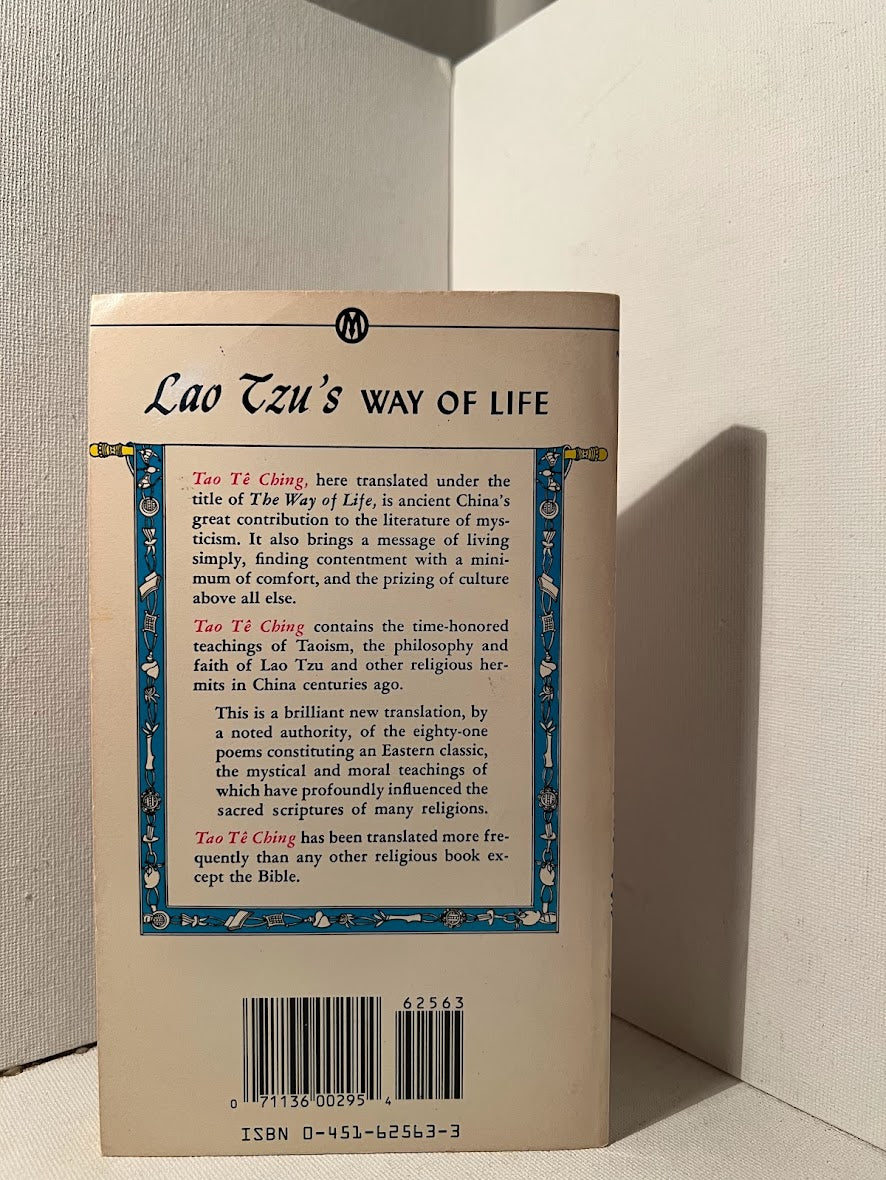 M
Lao Tzu's WAY OF LIFE
Tao Tê Ching, here translated under the
title of The Way of Life, is ancient China's
great contribution to the literature of mys-
ticism. It also brings a message of living
simply, finding contentment with a mini-
mum of comfort, and the prizing of culture
above all else.
Tao Tê Ching contains the time-honored
teachings of Taoism, the philosophy and
faith of Lao Tzu and other religious her-
mits in China centuries ago.
This is a brilliant new translation, by
a noted authority, of the eighty-one
poems constituting an Eastern classic,
the mystical and moral teachings of
which have profoundly influenced the
sacred scriptures of many religions.
Tao Tê Ching has been translated more fre-
quently than any other religious book ex-
cept the Bible.
62563
0 71136 00295 4
ISBN 0-451-62563-3